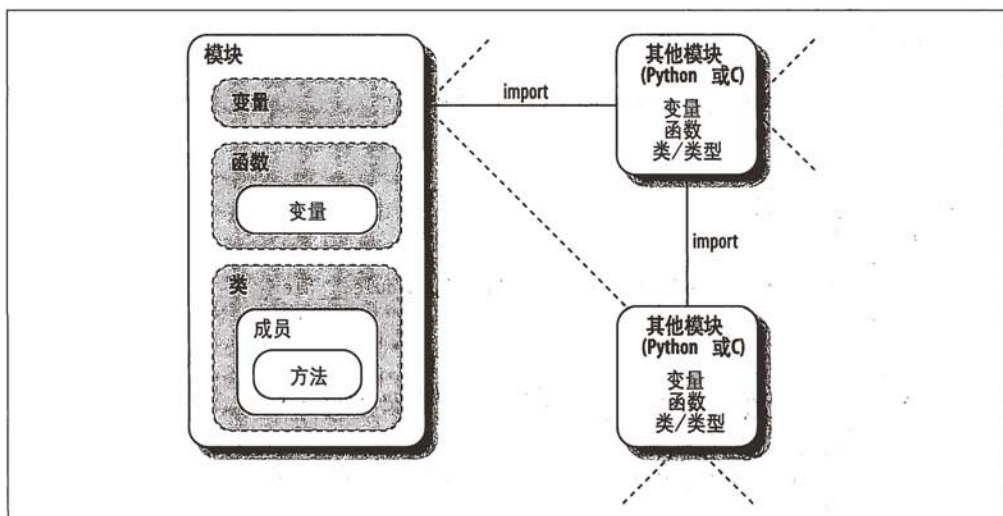 模块
变量
函数
变量
类
成员
方法
import
其他模块
(Python 或C)
变量
函数
类/类型
import
其他模块
(Python 或C)
变量
函数
类/类型